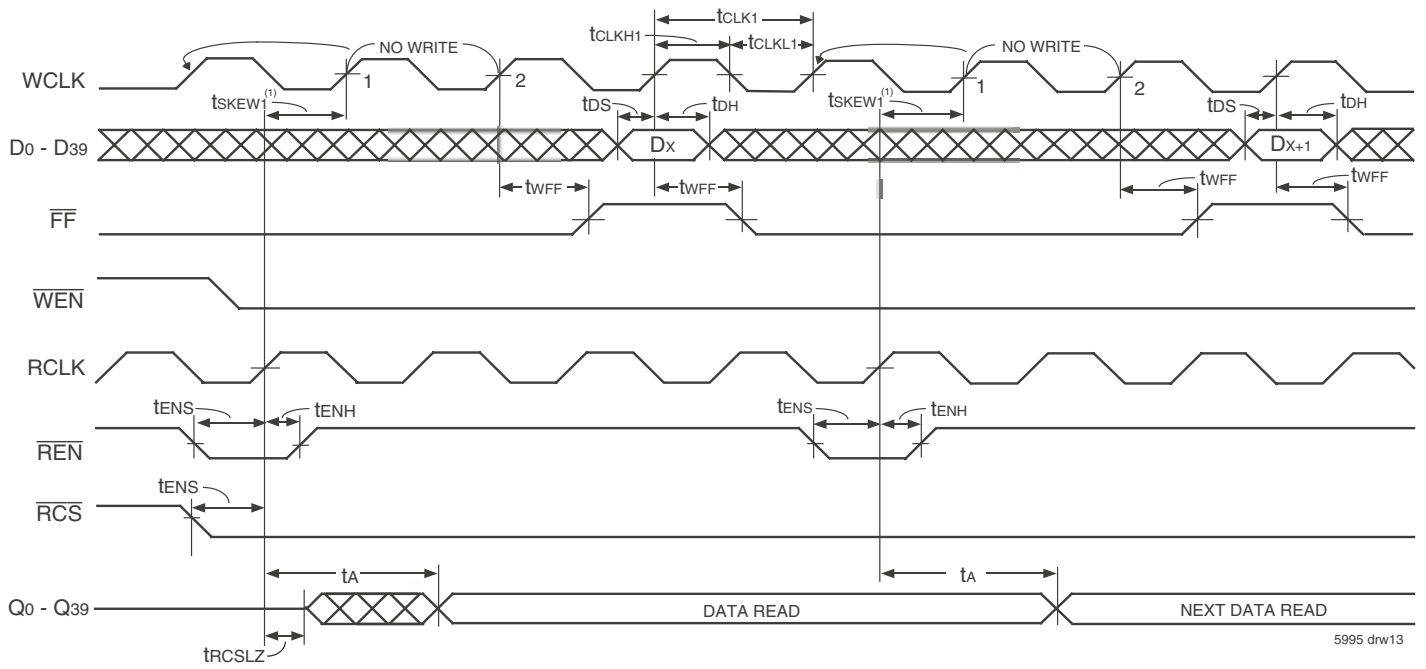 tCLK1
tCLKH1 tCLKL1
NO WRITE NO WRITE
WCLK 1 2 1 2
tSKEW1(1) tDS tDH tSKEW1(1) tDS tDH
D0 - D39 DX DX+1
tWFF tWFF tWFF tWFF
FF
WEN
RCLK
tENS tENH tENS tENH
REN
tENS
RCS
tA tA
Q0 - Q39 DATA READ NEXT DATA READ
tRCSLZ
5995 drw13